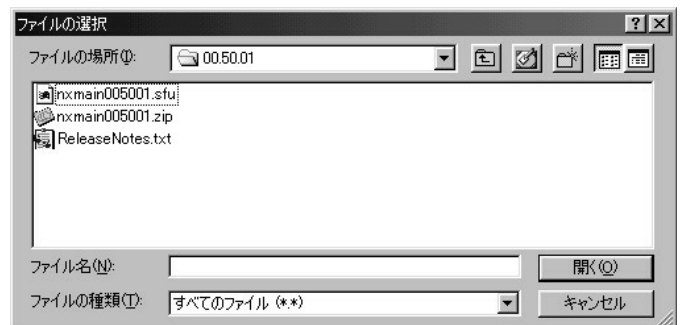 ファイルの選択
ファイルの場所(I):
00.50.01
nxmain005001.sfu
nxmain005001.zip
ReleaseNotes.txt
ファイル名(N):
開く(O)
ファイルの種類(T):
すべてのファイル (*.*)
キャンセル